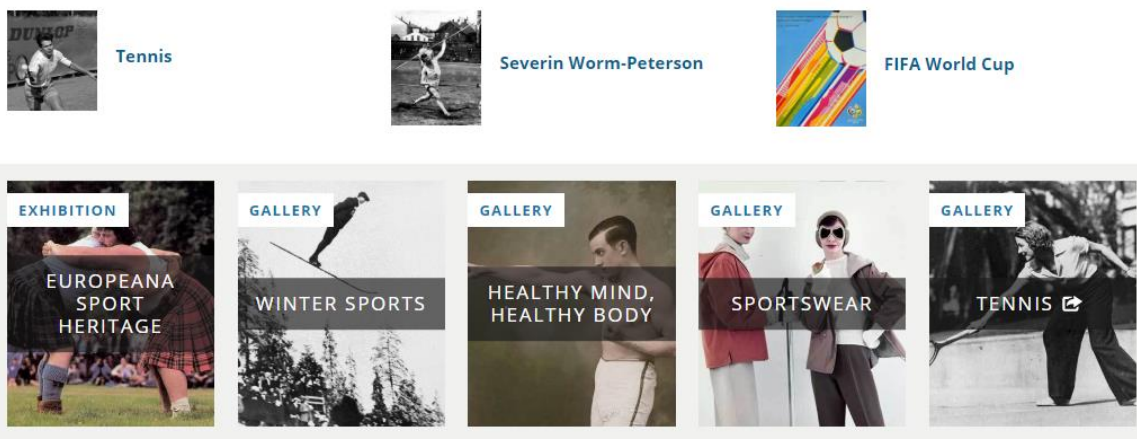 DUNLOP
Tennis
Severin Worm-Peterson
FIFA World Cup
EXHIBITION
EUROPEANA
SPORT
HERITAGE
GALLERY
WINTER SPORTS
GALLERY
HEALTHY MIND,
HEALTHY BODY
GALLERY
SPORTSWEAR
GALLERY
TENNIS